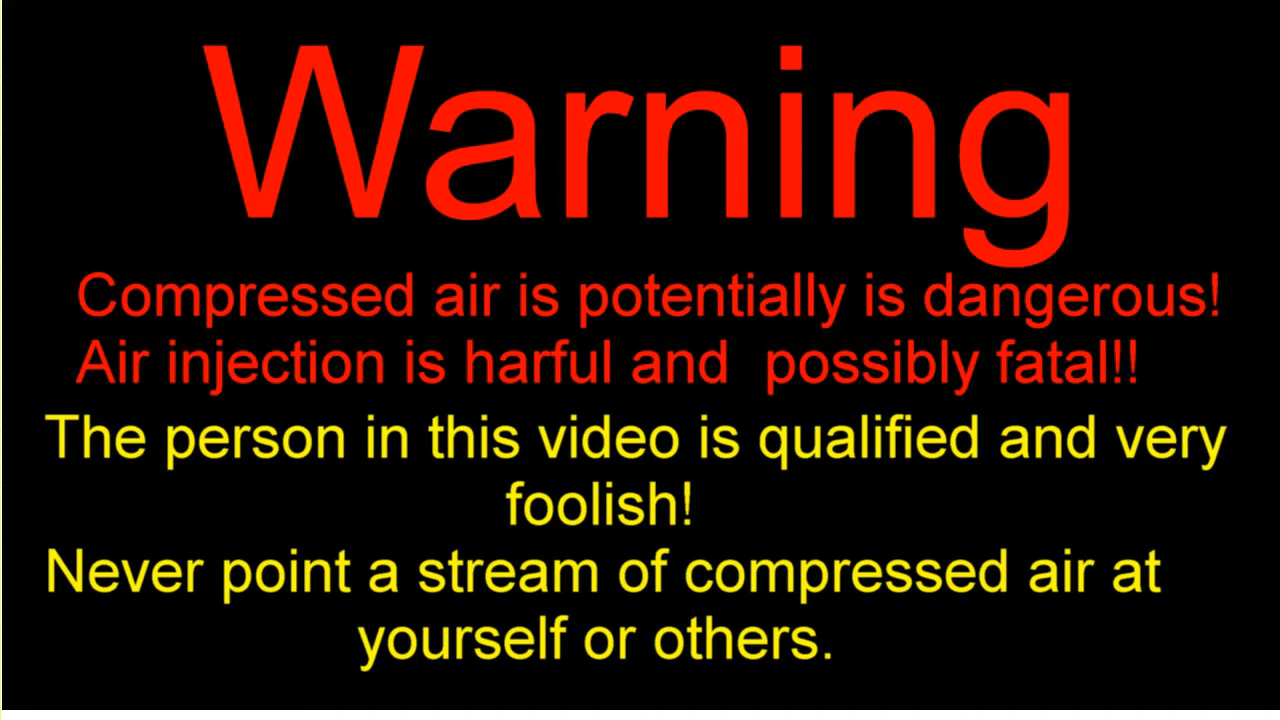 Warning
Compressed air is potentially is dangerous!
Air injection is harful and  possibly fatal!!
The person in this video is qualified and very
foolish!
Never point a stream of compressed air at
yourself or others.